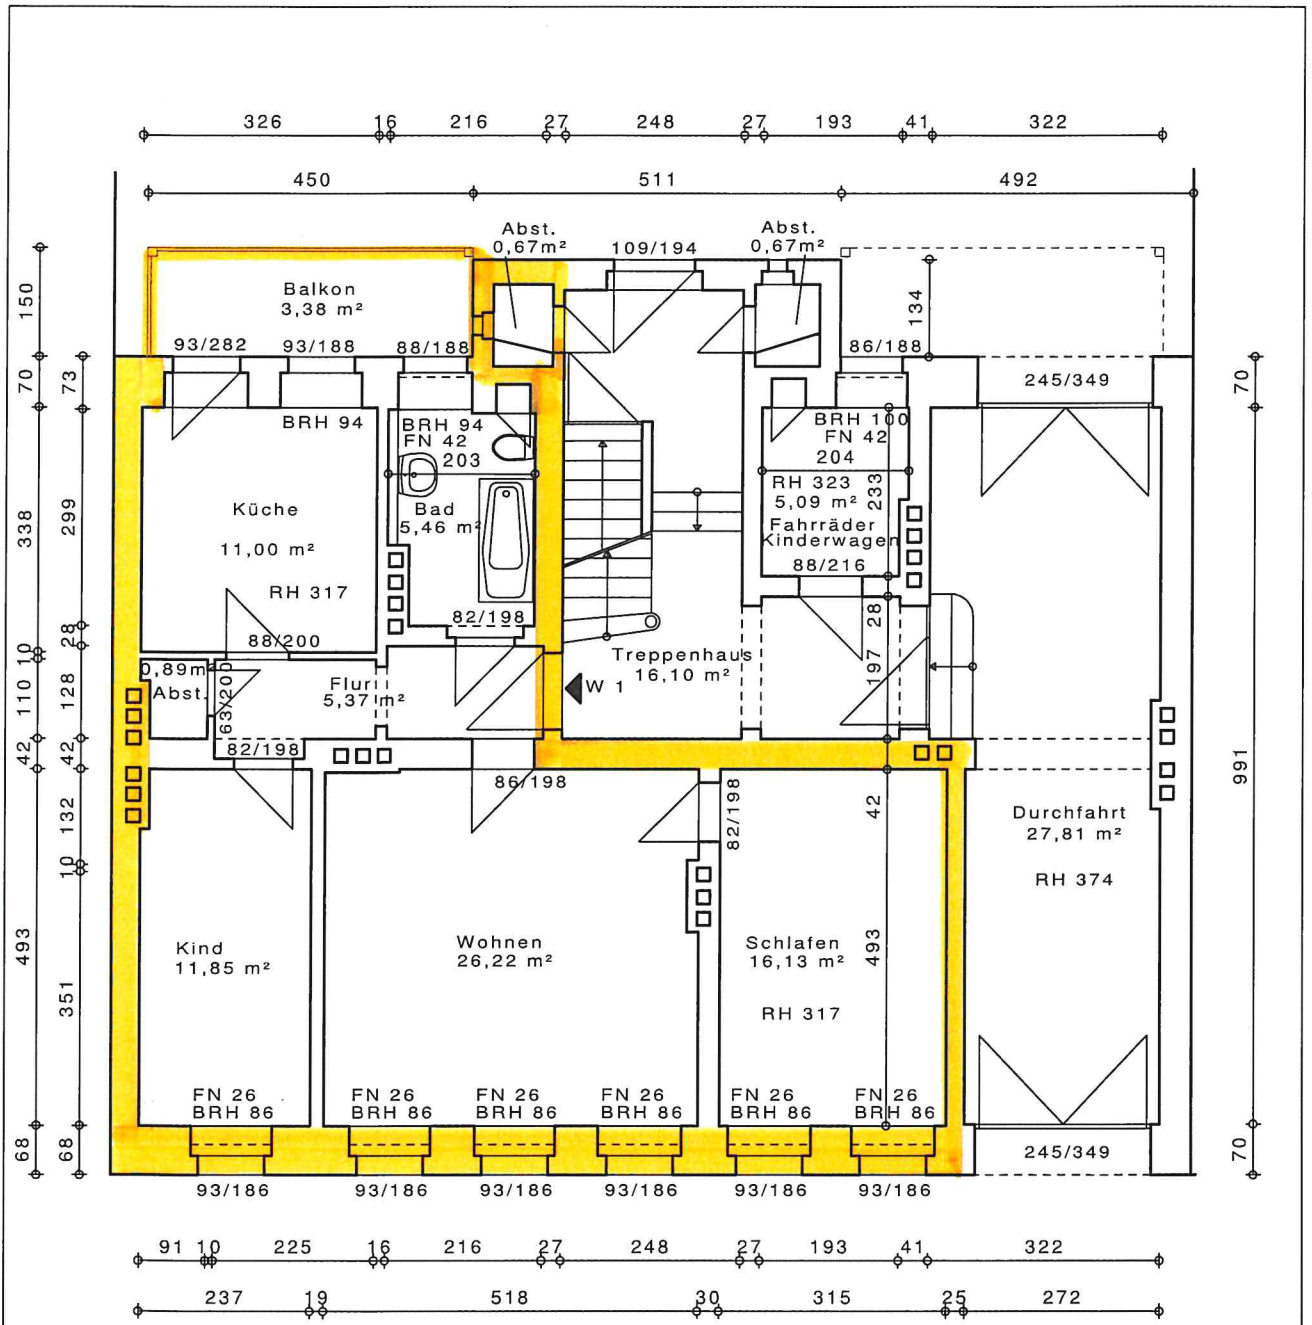 326 16 216 27 248 27 193 41 322
450 511 492
Abst.
0,67m²
109/194
Abst.
0,67m²
150
Balkon
3,38 m²
134
93/282 93/188 88/188
86/188
70
73
245/349
70
BRH 94
BRH 94
FN 42
203
BRH 100
FN 42
204
RH 323
5,09 m²
233
Fahrräder
Kinderwagen
88/216
Küche
11,00 m²
RH 317
Bad
5,46 m²
338
299
82/198
28
28
88/200
10
0,89m²
Abst.
63/200
Flur
5,37 m²
Treppenhaus
16,10 m²
W 1
197
110
128
82/198
42
42
86/198
82/198
42
991
132
10
Durchfahrt
27,81 m²
RH 374
493
351
Kind
11,85 m²
Wohnen
26,22 m²
Schlafen
16,13 m²
493
RH 317
FN 26 FN 26 FN 26 FN 26 FN 26 FN 26
BRH 86 BRH 86 BRH 86 BRH 86 BRH 86 BRH 86
68
68
245/349
70
93/186 93/186 93/186 93/186 93/186 93/186
91 10 225 16 216 27 248 27 193 41 322
237 19 518 30 315 25 272